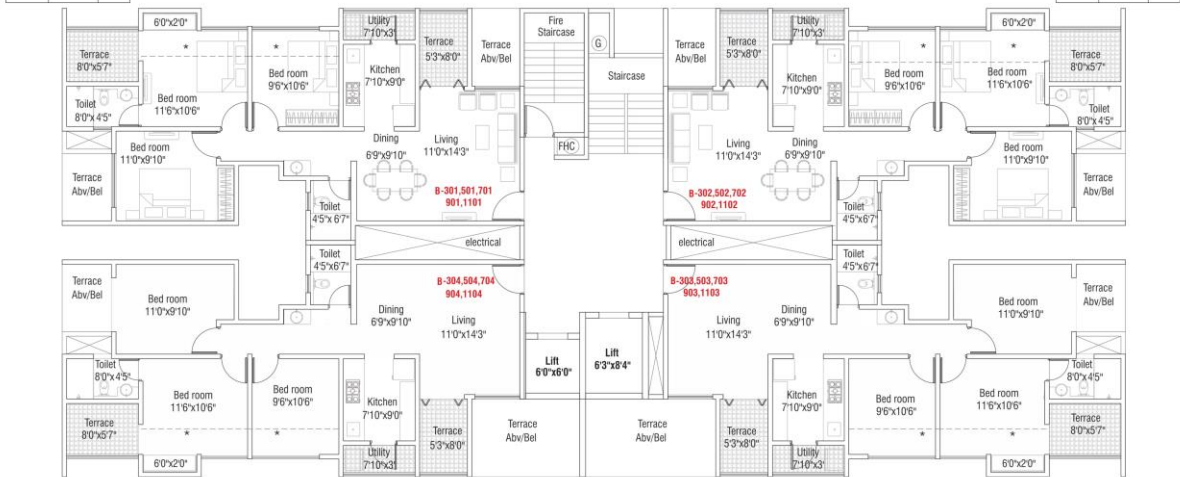 6'0"x2'0"
Terrace
8'0"x5'7"
*
*
Bed room
11'6"x10'6"
Bed room
9'6"x10'6"
Utility
7'10"x3'
Kitchen
7'10"x9'0"
Terrace
5'3"x8'0"
Terrace
Abv/Bel
Fire
Staircase
G
Staircase
FHC
Terrace
Abv/Bel
Terrace
5'3"x8'0"
Utility
7'10"x3'
Kitchen
7'10"x9'0"
*
*
Bed room
9'6"x10'6"
Bed room
11'6"x10'6"
6'0"x2'0"
Terrace
8'0"x5'7"
Toilet
8'0"x 4'5"
Bed room
11'0"x9'10"
Terrace
Abv/Bel
Dining
6'9"x9'10"
Living
11'0"x14'3"
B-301,501,701
901,1101
Toilet
4'5"x 6'7"
electrical
Living
11'0"x14'3"
Dining
6'9"x9'10"
B-302,502,702
902,1102
Toilet
4'5"x 6'7"
electrical
Toilet
8'0"x 4'5"
Bed room
11'0"x9'10"
Terrace
Abv/Bel
Terrace
Abv/Bel
Bed room
11'0"x9'10"
Toilet
4'5"x6'7"
B-304,504,704
904,1104
Dining
6'9"x9'10"
Living
11'0"x14'3"
Lift
6'0"x6'0"
Lift
6'3"x8'4"
B-303,503,703
903,1103
Living
11'0"x14'3"
Dining
6'9"x9'10"
Toilet
4'5"x6'7"
Bed room
11'0"x9'10"
Terrace
Abv/Bel
Toilet
8'0"x4'5"
Bed room
11'6"x10'6"
Bed room
9'6"x10'6"
Kitchen
7'10"x9'0"
Terrace
8'0"x5'7"
*
*
6'0"x2'0"
Utility
7'10"x3'
Terrace
5'3"x8'0"
Terrace
Abv/Bel
Terrace
Abv/Bel
Terrace
5'3"x8'0"
Kitchen
7'10"x9'0"
Utility
7'10"x3'
Bed room
9'6"x10'6"
Bed room
11'6"x10'6"
*
*
Toilet
8'0"x4'5"
Terrace
8'0"x5'7"
6'0"x2'0"